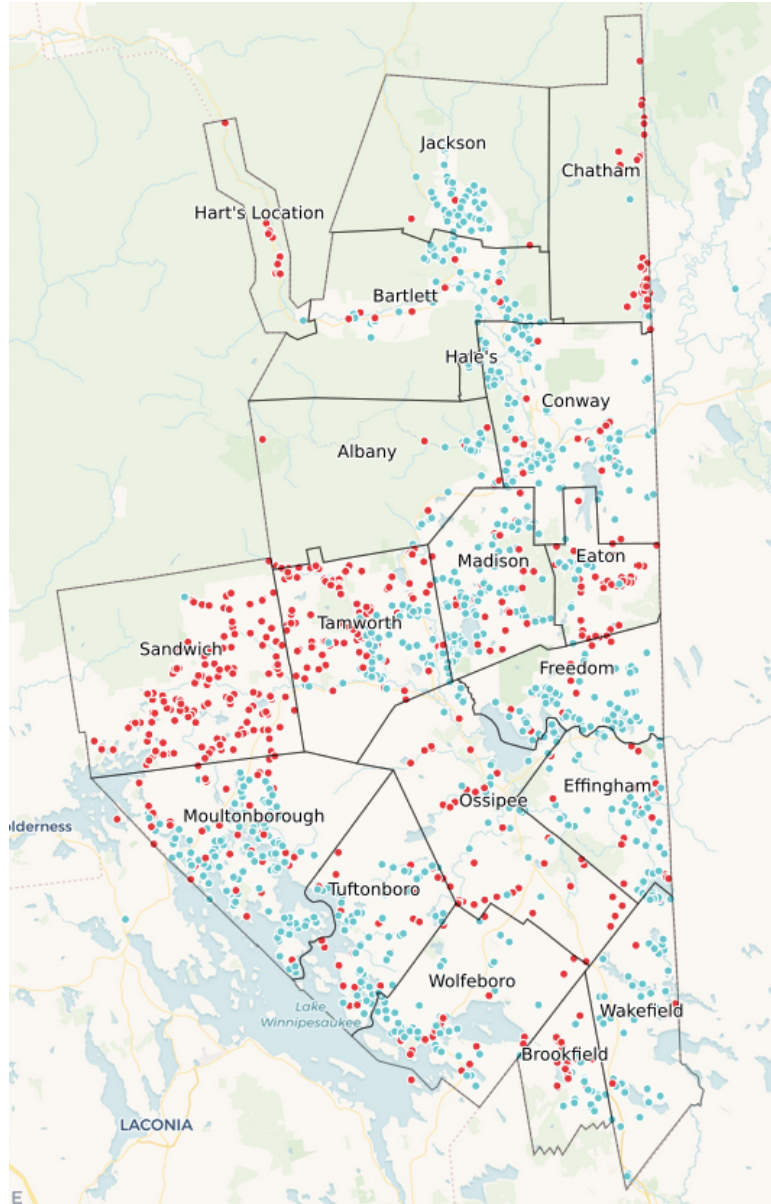 Jackson
Chatham
Hart's Location
Bartlett
Hale's
Conway
Albany
Madison
Eaton
Tamworth
Sandwich
Freedom
Effingham
Ossipee
Moultonborough
olderness
Tuftonboro
Wolfeboro
Lake
Winnipesaukee
Wakefield
Brookfield
LACONIA
E